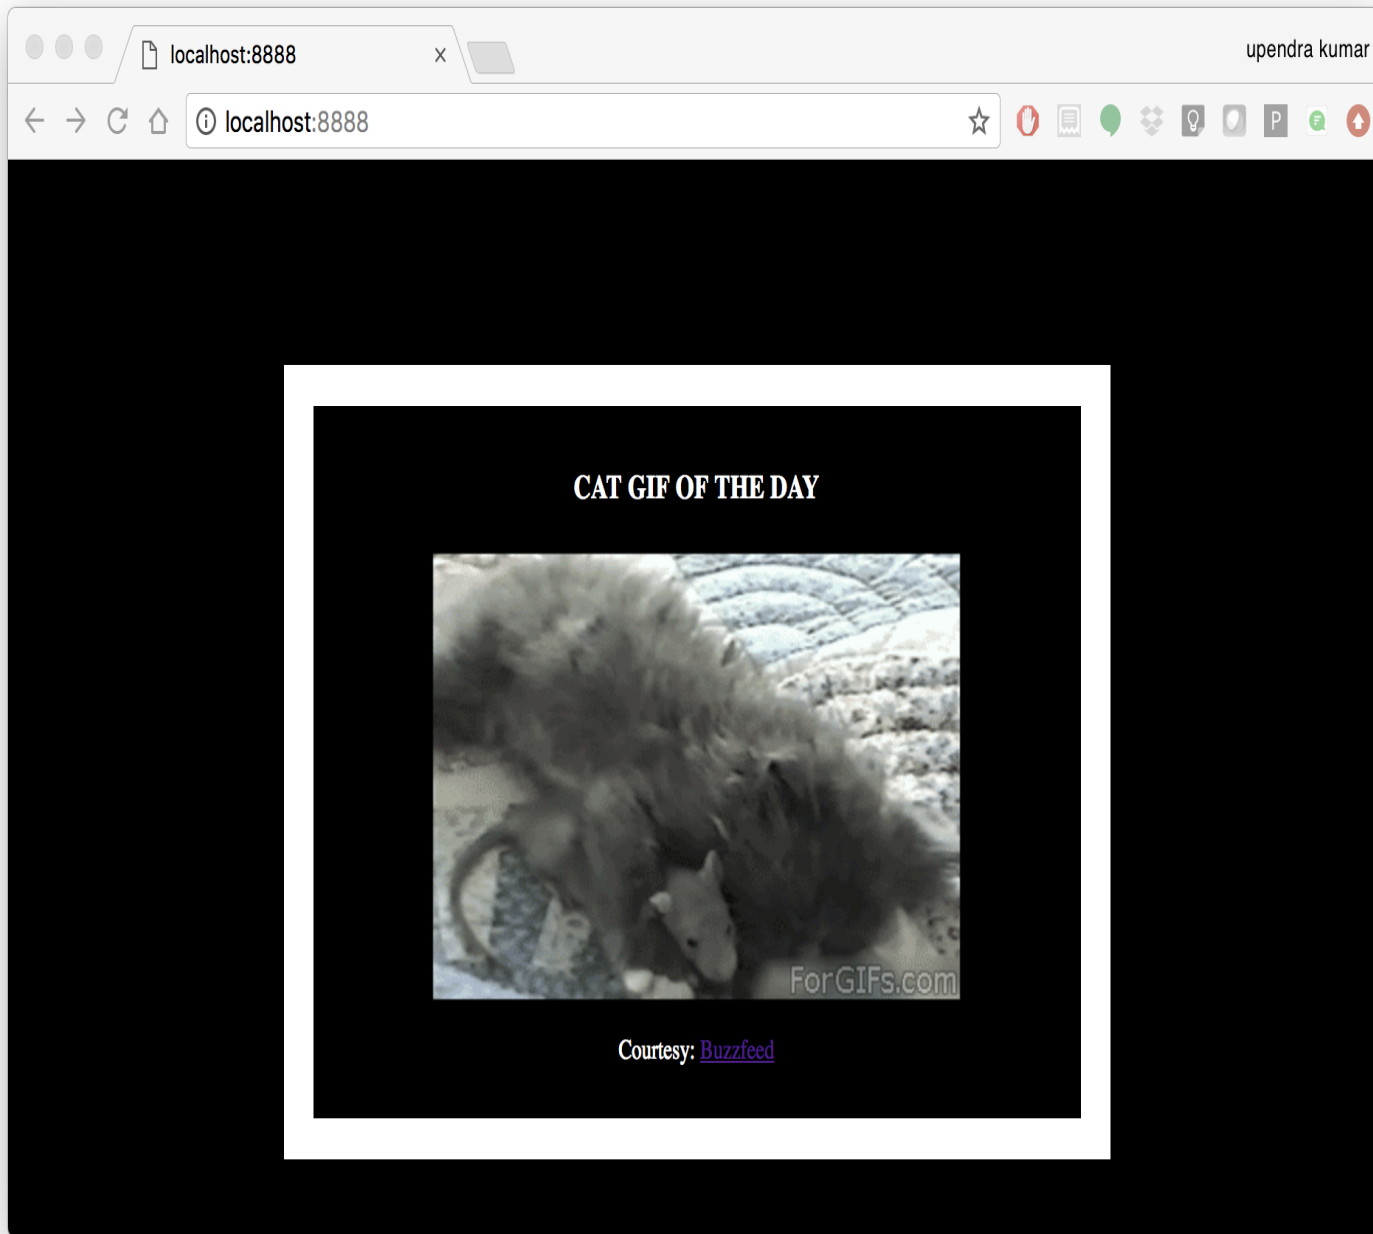 localhost:8888
upendra kumar
localhost:8888
P
CAT GIF OF THE DAY
ForGIFs.com
Courtesy: Buzzfeed